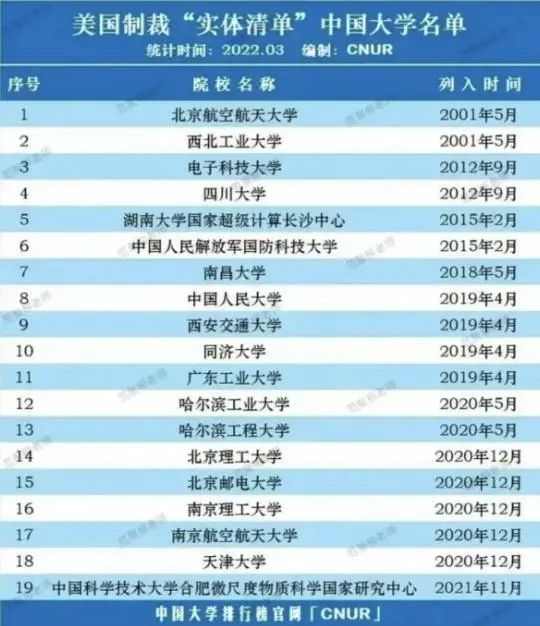 美国制裁“实体清单”中国大学名单
统计时间：2022.03 编制：CNUR
序号 院校名称 列入时间
1 北京航空航天大学 2001年5月
2 西北工业大学 2001年5月
3 电子科技大学 2012年9月
4 四川大学 2012年9月
5 湖南大学国家超级计算长沙中心 2015年2月
6 中国人民解放军国防科技大学 2015年2月
7 南昌大学 2018年5月
8 中国人民大学 2019年4月
9 西安交通大学 2019年4月
10 同济大学 2019年4月
11 广东工业大学 2019年4月
12 哈尔滨工业大学 2020年5月
13 哈尔滨工程大学 2020年5月
14 北京理工大学 2020年12月
15 北京邮电大学 2020年12月
16 南京理工大学 2020年12月
17 南京航空航天大学 2020年12月
18 天津大学 2020年12月
19 中国科学技术大学合肥微尺度物质科学国家研究中心 2021年11月
中国大学排行榜官网「CNUR」